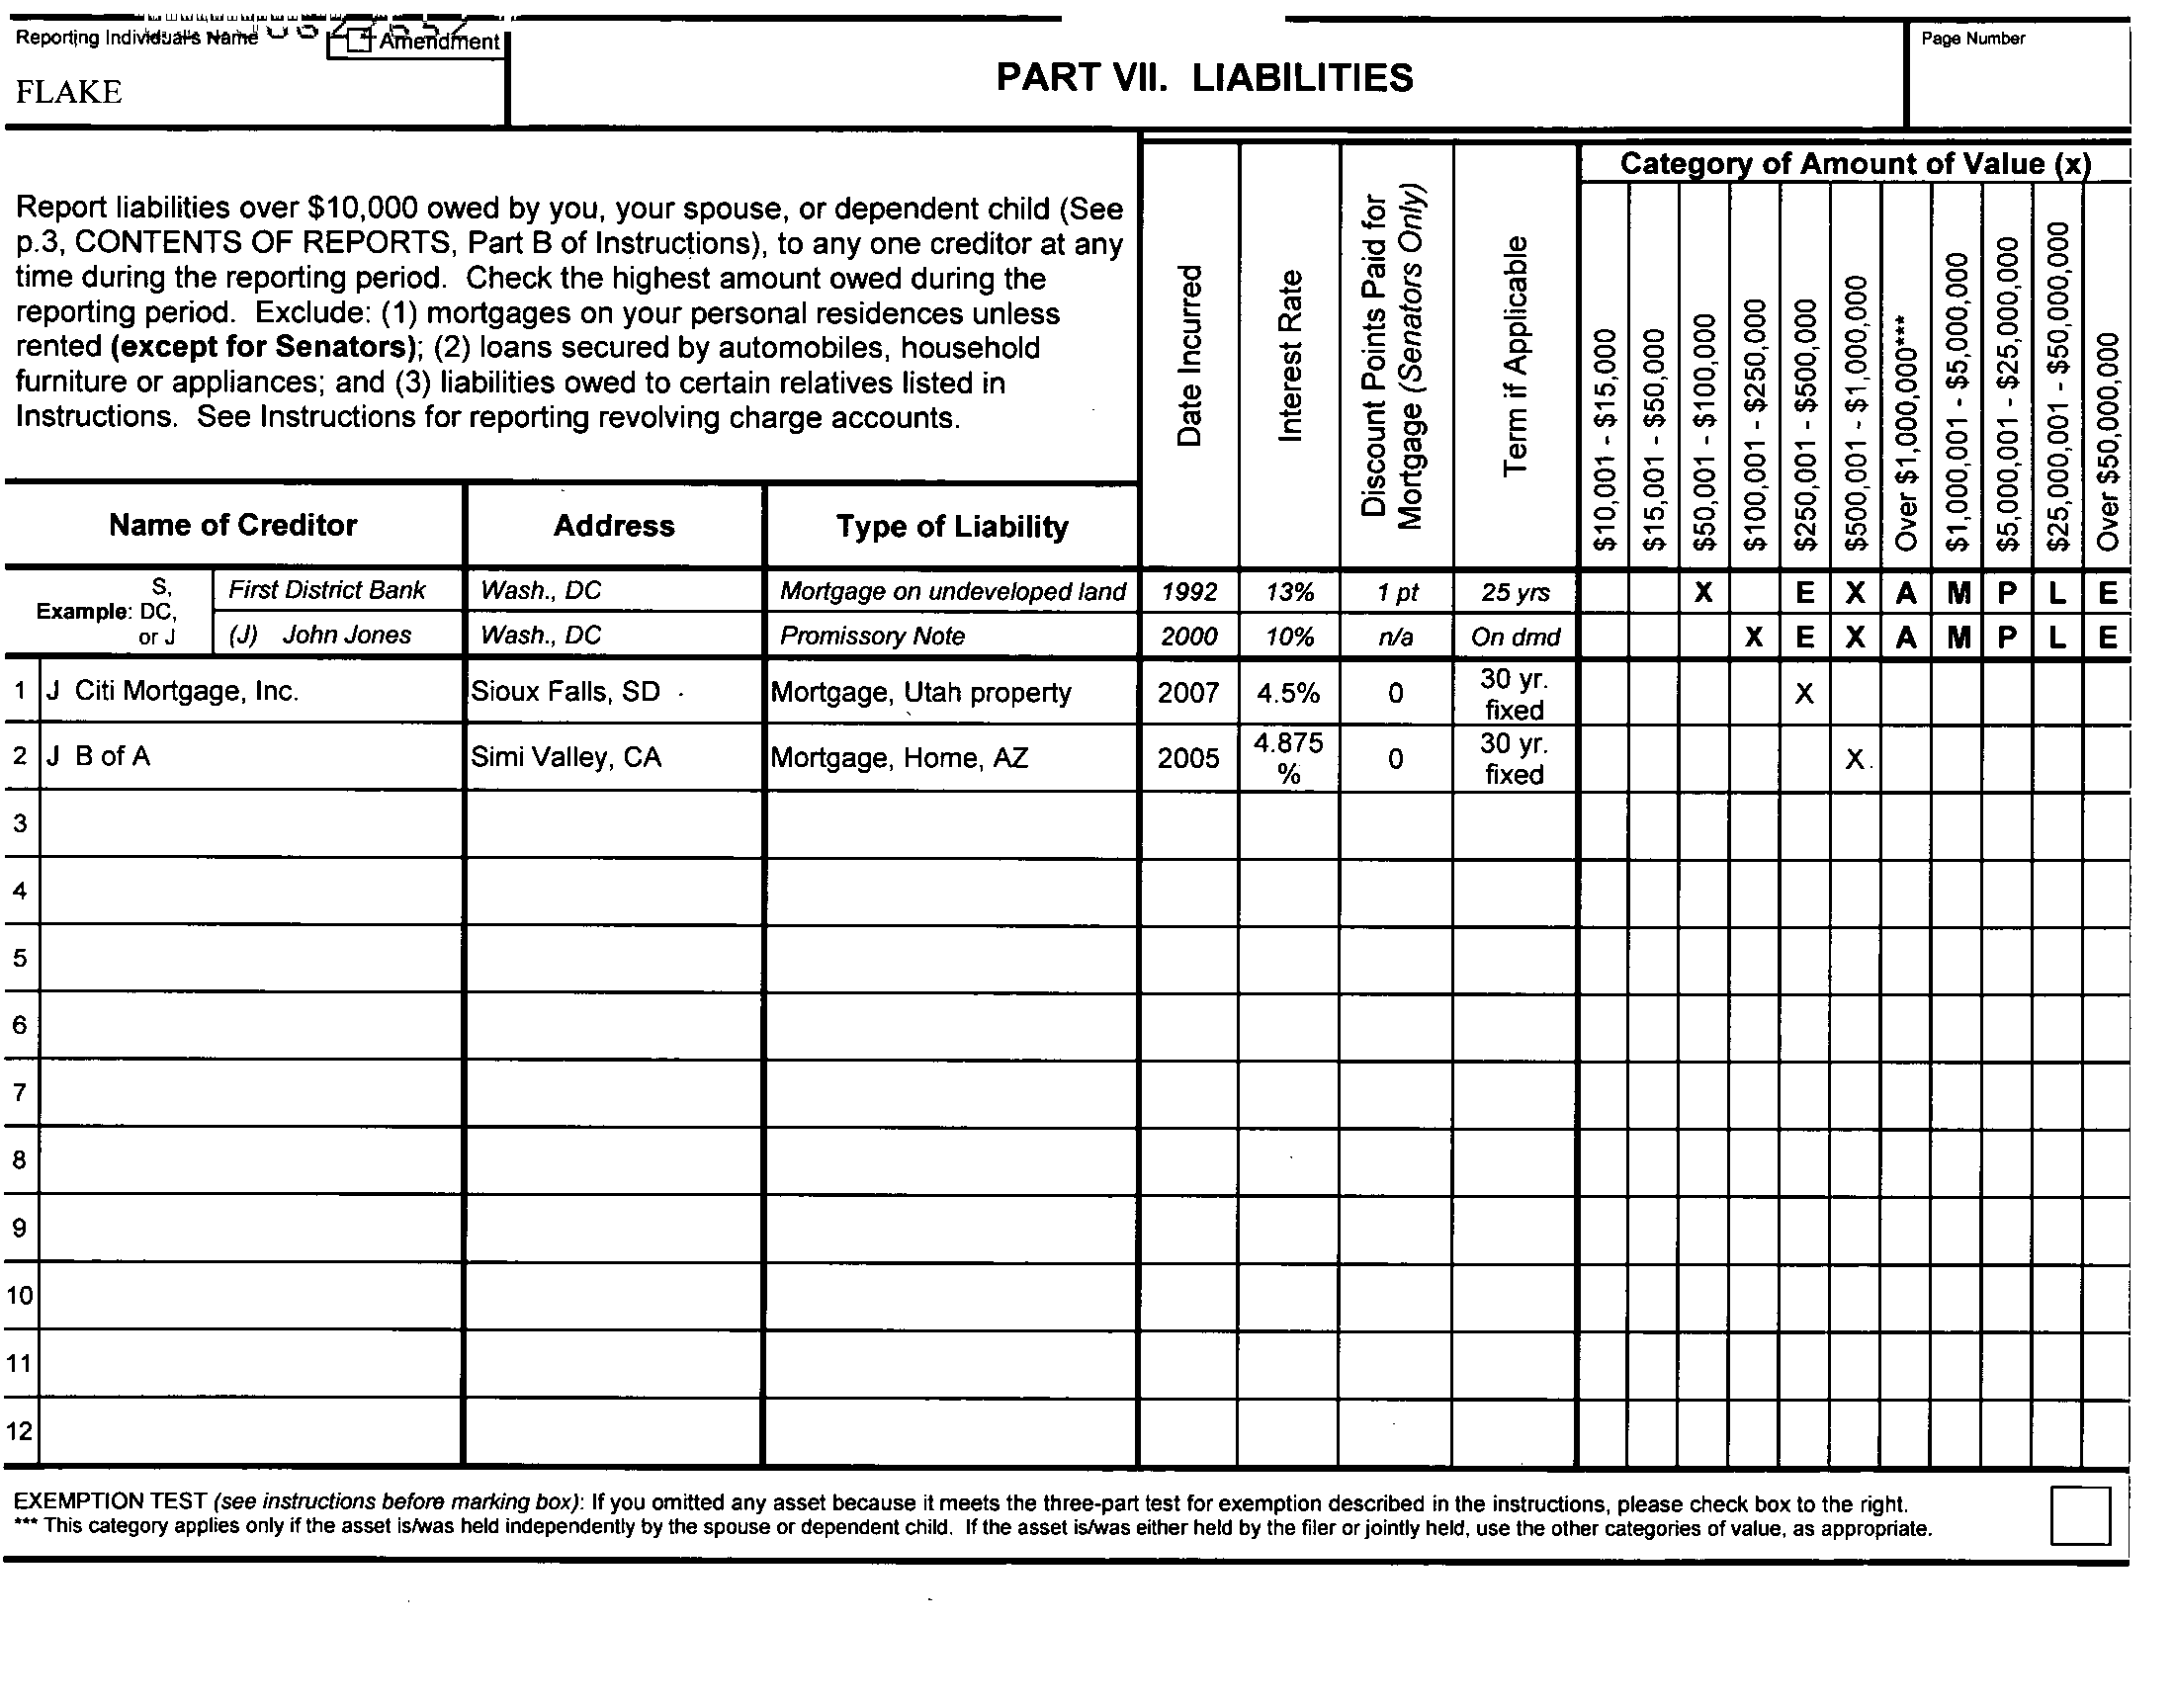 Reporting Individual's Name
Amendment
FLAKE
PART VII. LIABILITIES
Page Number
Report liabilities over $10,000 owed by you, your spouse, or dependent child (See
p.3, CONTENTS OF REPORTS, Part B of Instructions), to any one creditor at any
time during the reporting period. Check the highest amount owed during the
reporting period. Exclude: (1) mortgages on your personal residences unless
rented (except for Senators); (2) loans secured by automobiles, household
furniture or appliances; and (3) liabilities owed to certain relatives listed in
Instructions. See Instructions for reporting revolving charge accounts.
Name of Creditor
Address
Type of Liability
Date Incurred
Interest Rate
Discount Points Paid for
Mortgage (Senators Only)
Term if Applicable
Category of Amount of Value (x)
$10,001 - $15,000
$15,001 - $50,000
$50,001 - $100,000
$100,001 - $250,000
$250,001 - $500,000
$500,001 - $1,000,000
Over $1,000,000***
$1,000,001 - $5,000,000
$5,000,001 - $25,000,000
$25,000,001 - $50,000,000
Over $50,000,000
Example: S, DC, or J
First District Bank Wash., DC Mortgage on undeveloped land 1992 13% 1 pt 25 yrs X E X A M P L E
(J) John Jones Wash., DC Promissory Note 2000 10% n/a On dmd X E X A M P L E
1 J Citi Mortgage, Inc. Sioux Falls, SD Mortgage, Utah property 2007 4.5% 0 30 yr. fixed X
2 J B of A Simi Valley, CA Mortgage, Home, AZ 2005 4.875 % 0 30 yr. fixed X
3
4
5
6
7
8
9
10
11
12
EXEMPTION TEST (see instructions before marking box): If you omitted any asset because it meets the three-part test for exemption described in the instructions, please check box to the right.
*** This category applies only if the asset is/was held independently by the spouse or dependent child. If the asset is/was either held by the filer or jointly held, use the other categories of value, as appropriate.